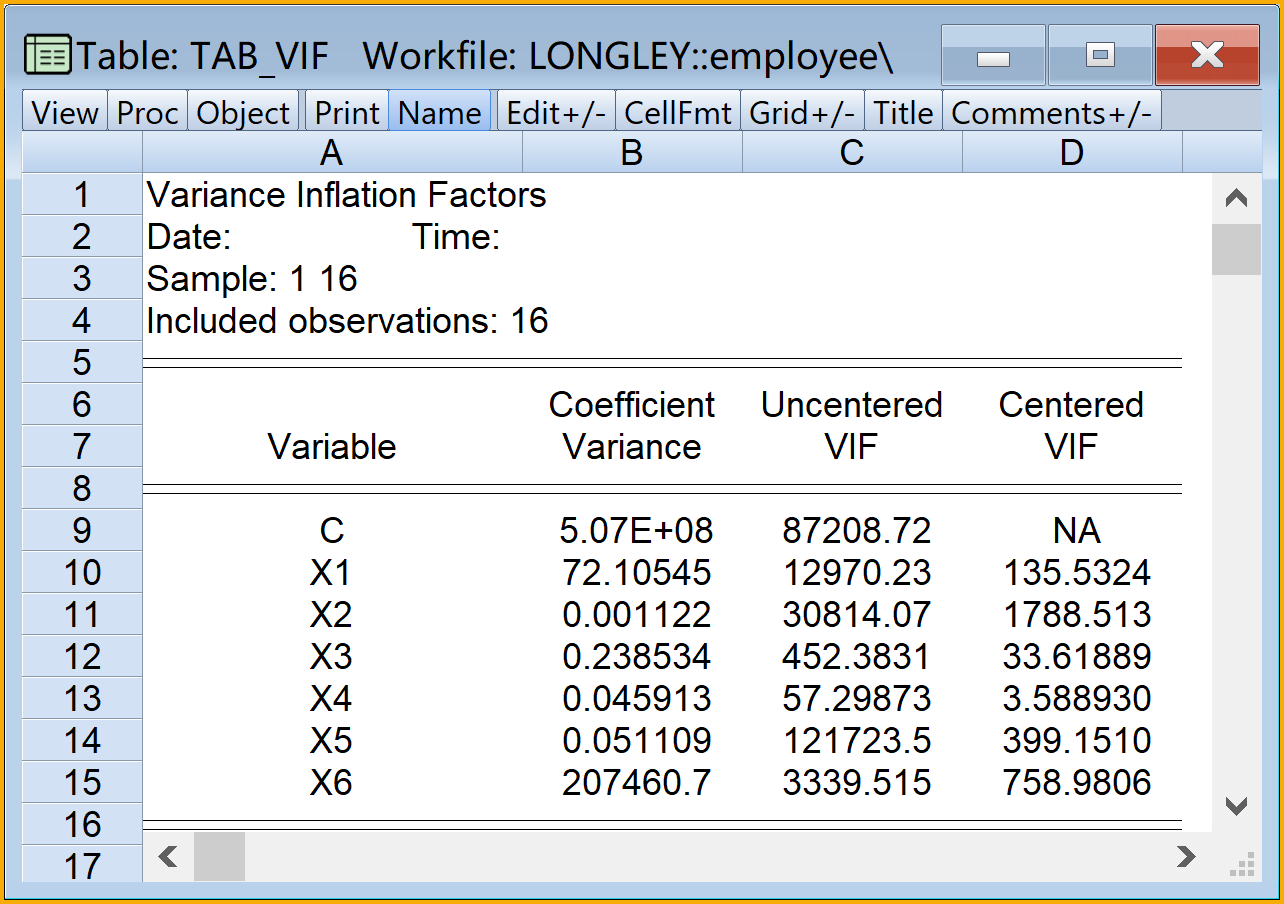 Table: TAB_VIF Workfile: LONGLEY::employee\
View Proc Object Print Name Edit+/- CellFmt Grid+/- Title Comments+/-
A B C D
1 Variance Inflation Factors
2 Date: Time:
3 Sample: 1 16
4 Included observations: 16
5
6 Coefficient Uncentered Centered
7 Variable Variance VIF VIF
8
9 C 5.07E+08 87208.72 NA
10 X1 72.10545 12970.23 135.5324
11 X2 0.001122 30814.07 1788.513
12 X3 0.238534 452.3831 33.61889
13 X4 0.045913 57.29873 3.588930
14 X5 0.051109 121723.5 399.1510
15 X6 207460.7 3339.515 758.9806
16
17